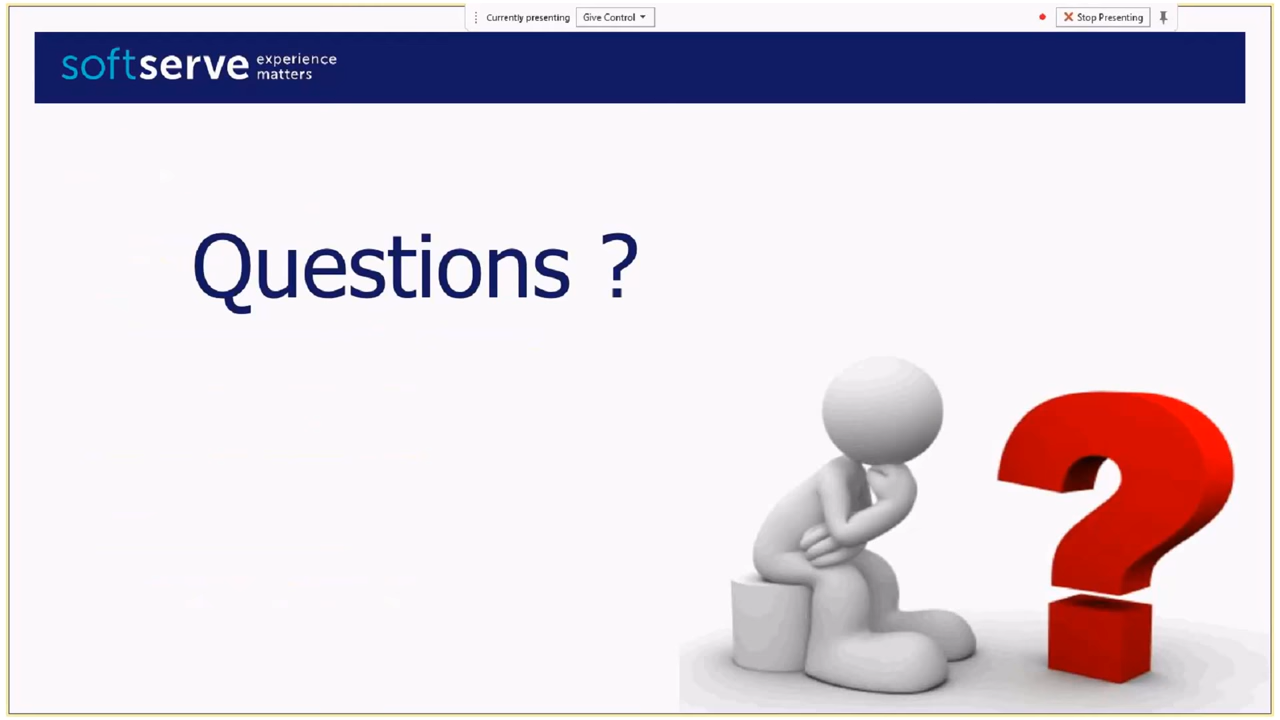 Currently presenting Give Control Stop Presenting
softserve experience
matters
Questions ?